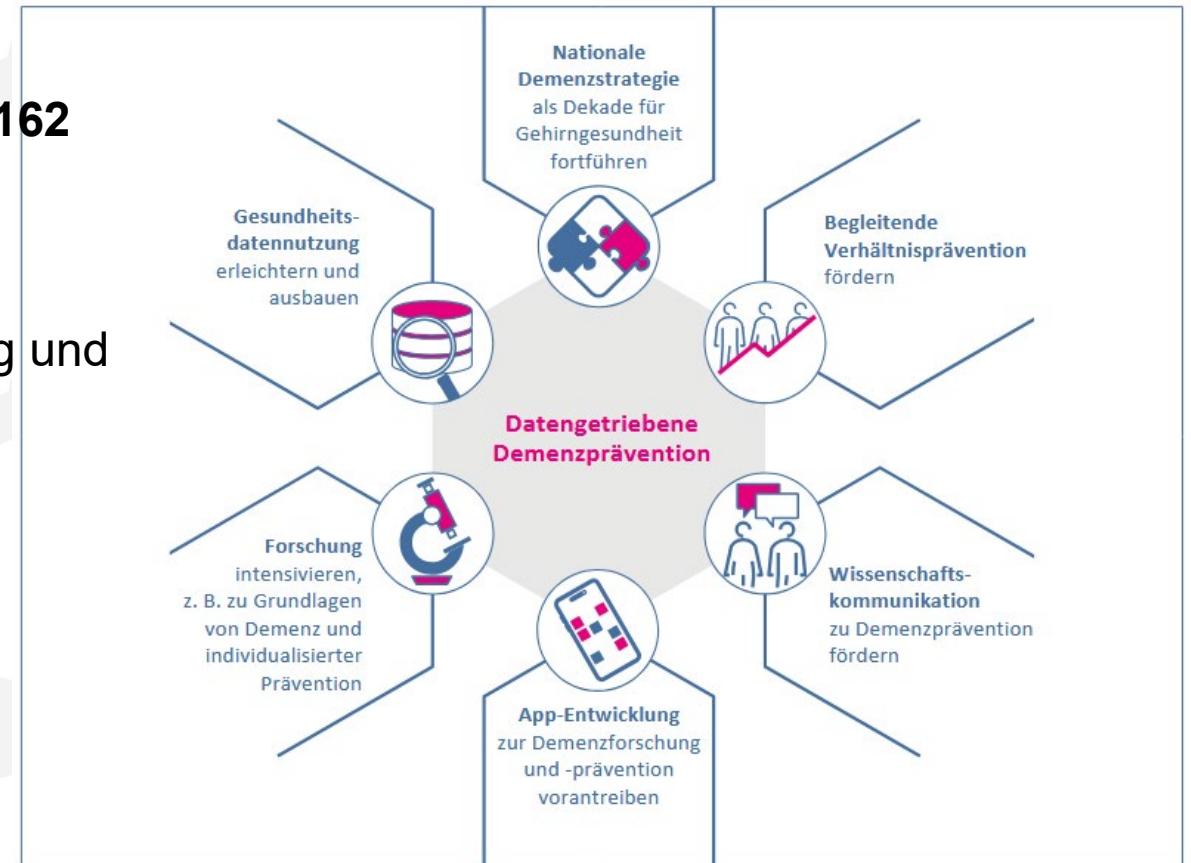 162
g und
Nationale
Demenzstrategie
als Dekade für
Gehirngesundheit
fortführen
Gesundheits-
datennutzung
erleichtern und
ausbauen
Begleitende
Verhältnisprävention
fördern
Datengetriebene
Demenzprävention
Forschung
intensivieren,
z. B. zu Grundlagen
von Demenz und
individualisierter
Prävention
Wissenschafts-
kommunikation
zu Demenzprävention
fördern
App-Entwicklung
zur Demenzforschung
und -prävention
vorantreiben